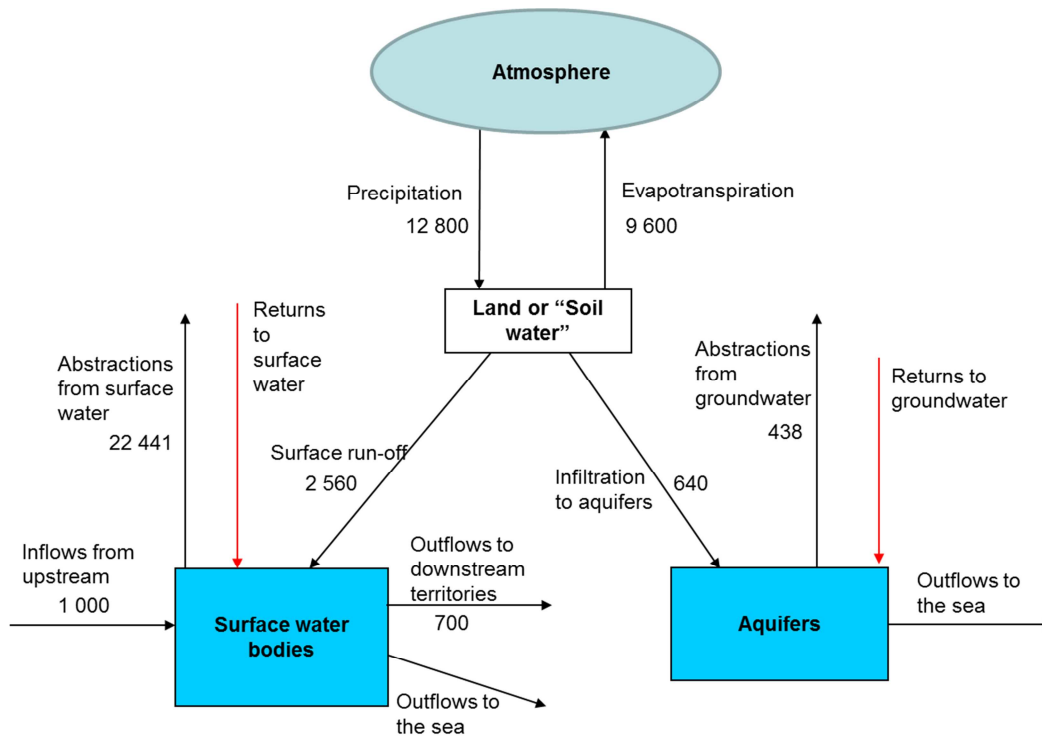 Atmosphere
Precipitation
12 800
Evapotranspiration
9 600
Land or “Soil
water”
Returns
to
surface
water
Abstractions
from surface
water
22 441
Abstractions
from
groundwater
438
Returns to
groundwater
Surface run-off
2 560
Infiltration
to aquifers
640
Inflows from
upstream
1 000
Outflows to
downstream
territories
700
Surface water
bodies
Outflows to
the sea
Aquifers
Outflows to
the sea